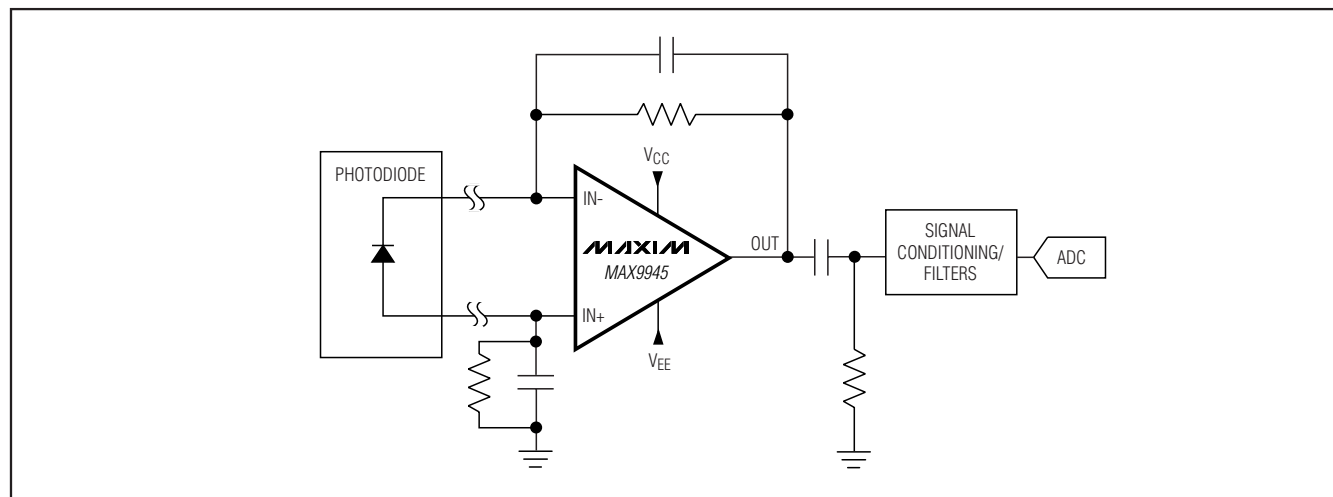 PHOTODIODE
VCC
IN-
MAXIM
MAX9945
OUT
IN+
VEE
SIGNAL
CONDITIONING/
FILTERS
ADC